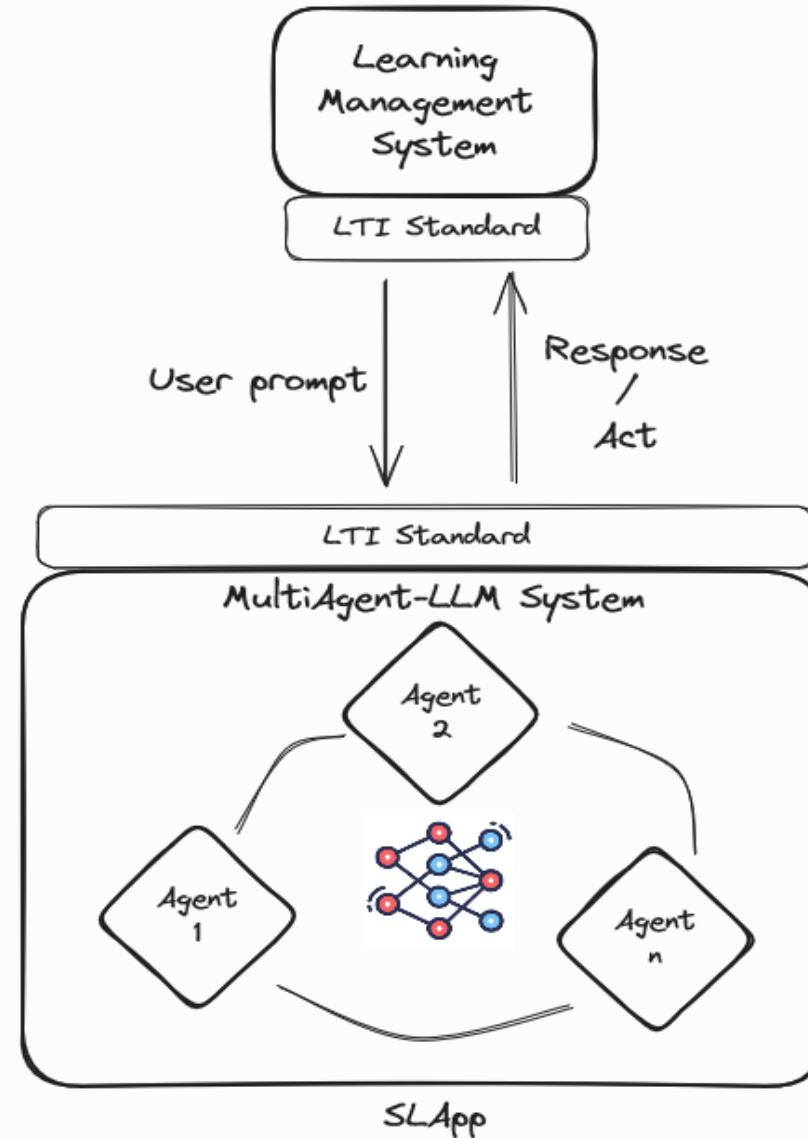 Learning
Management
System
LTI Standard
User prompt
Response
/
Act
LTI Standard
MultiAgent-LLM System
Agent
2
Agent
1
Agent
n
SLApp